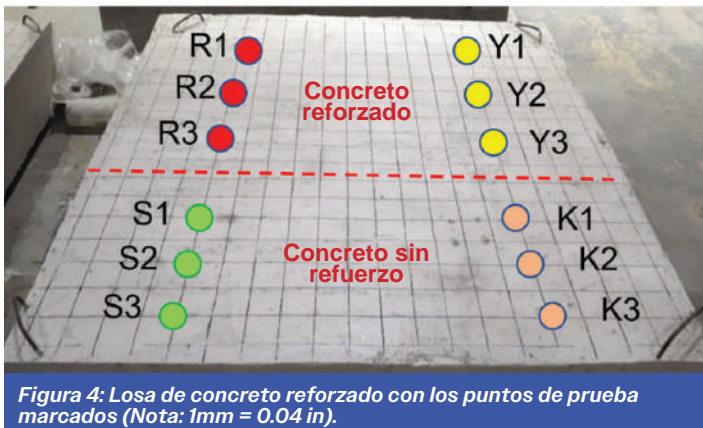 R1 Y1
R2 Concreto Y2
reforzado
R3 Y3
S1 K1
S2 Concreto sin K2
refuerzo
S3 K3
Figura 4: Losa de concreto reforzado con los puntos de prueba
marcados (Nota: 1mm = 0.04 in).